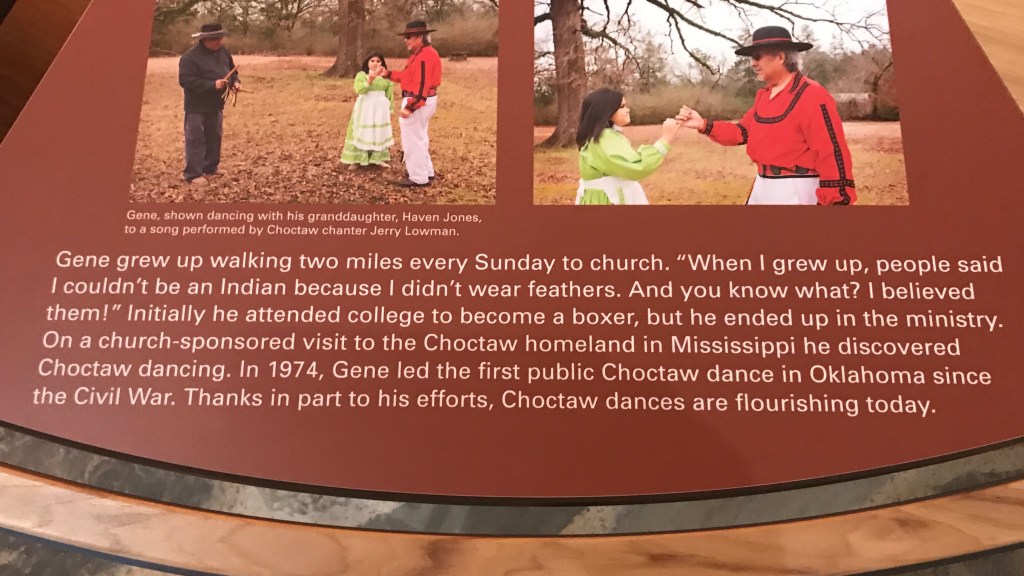 Gene, shown dancing with his granddaughter, Haven Jones,
to a song performed by Choctaw chanter Jerry Lowman.
Gene grew up walking two miles every Sunday to church. “When I grew up, people said
I couldn’t be an Indian because I didn’t wear feathers. And you know what? I believed
them!” Initially he attended college to become a boxer, but he ended up in the ministry.
On a church-sponsored visit to the Choctaw homeland in Mississippi he discovered
Choctaw dancing. In 1974, Gene led the first public Choctaw dance in Oklahoma since
the Civil War. Thanks in part to his efforts, Choctaw dances are flourishing today.